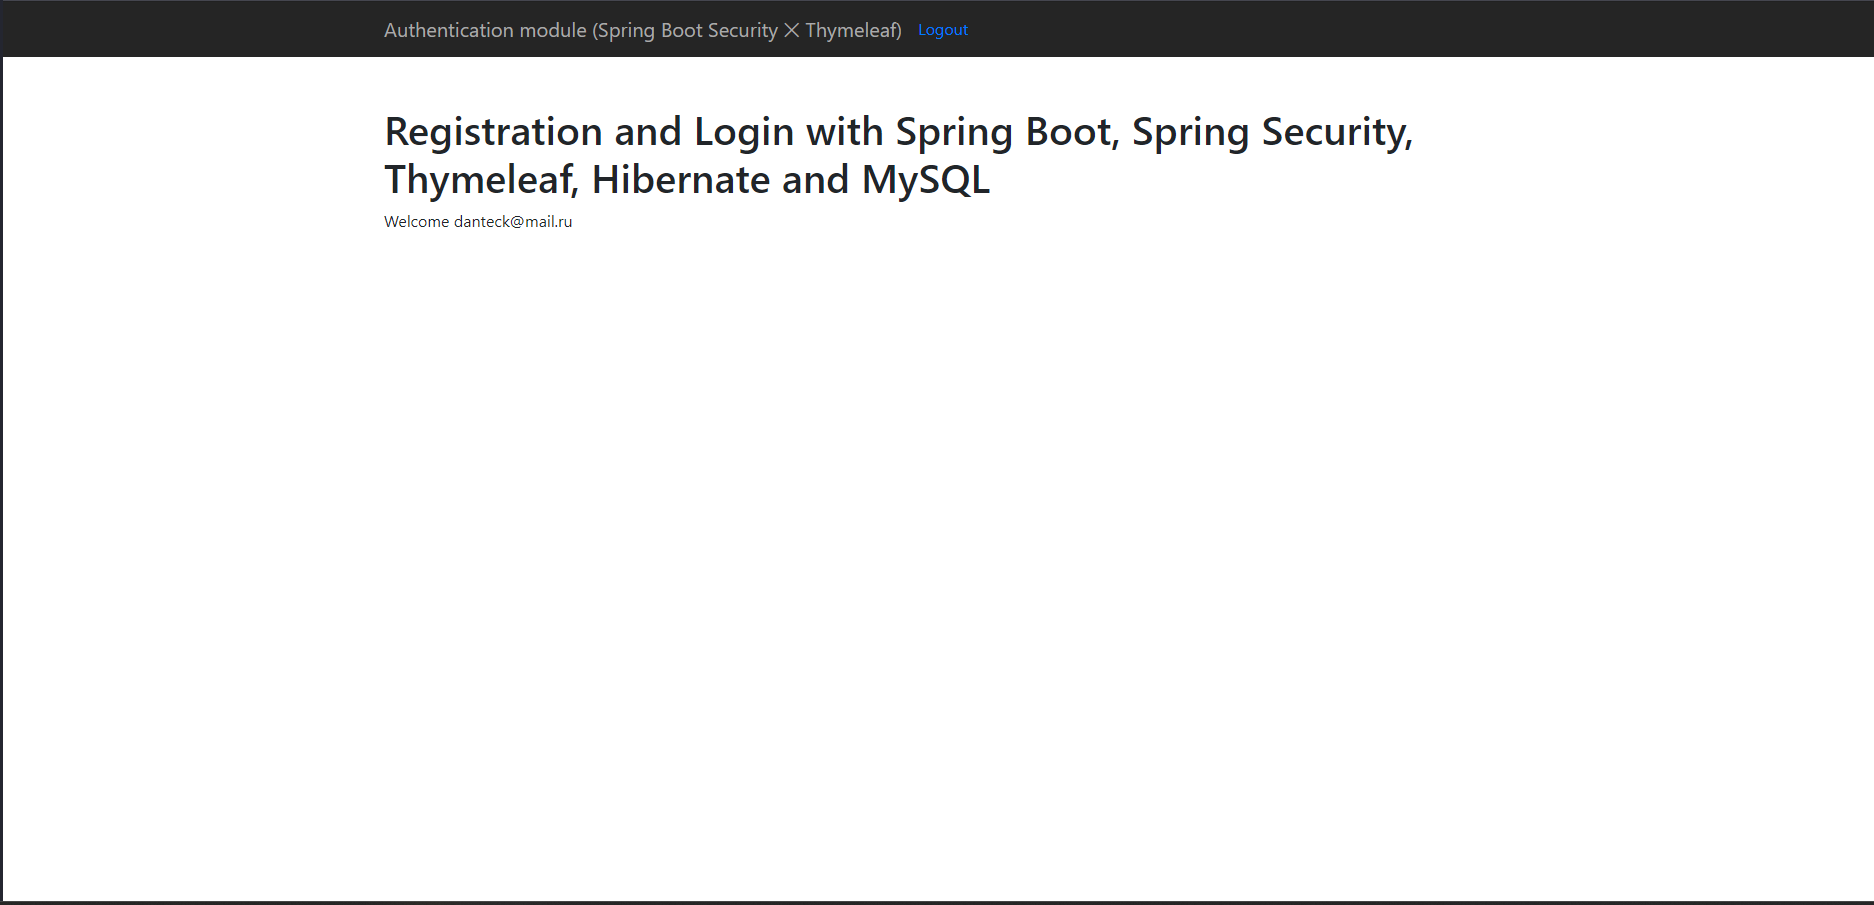 Authentication module (Spring Boot Security X Thymeleaf) Logout
Registration and Login with Spring Boot, Spring Security,
Thymeleaf, Hibernate and MySQL
Welcome danteck@mail.ru